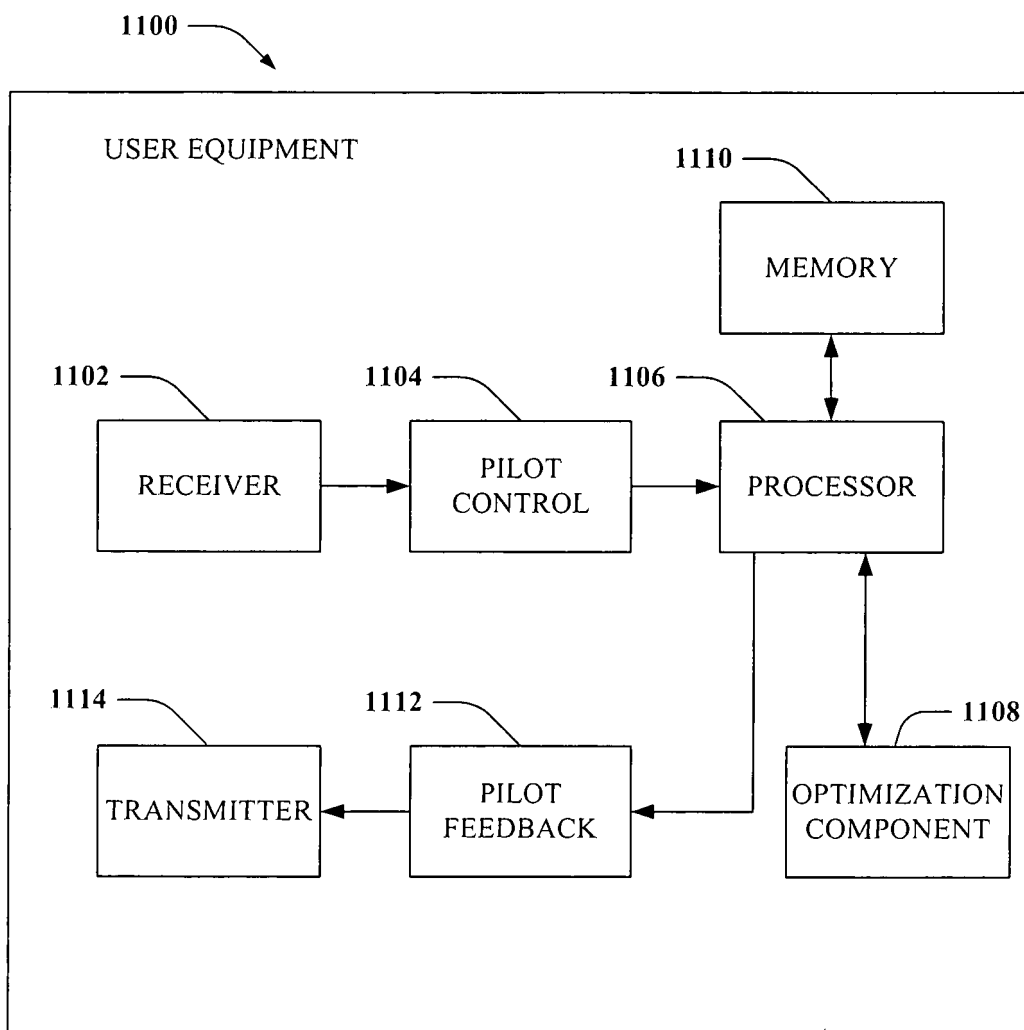 1100
USER EQUIPMENT
1110
MEMORY
1102
1104
1106
RECEIVER
PILOT
CONTROL
PROCESSOR
1114
1112
1108
TRANSMITTER
PILOT
FEEDBACK
OPTIMIZATION
COMPONENT